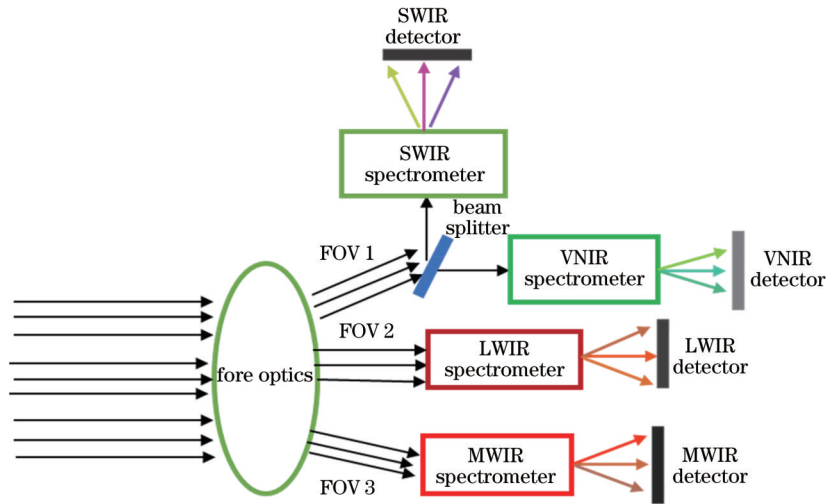 SWIR
detector
SWIR
spectrometer
beam
splitter
FOV 1
VNIR
spectrometer
VNIR
detector
FOV 2
fore optics
LWIR
spectrometer
LWIR
detector
MWIR
spectrometer
MWIR
detector
FOV 3